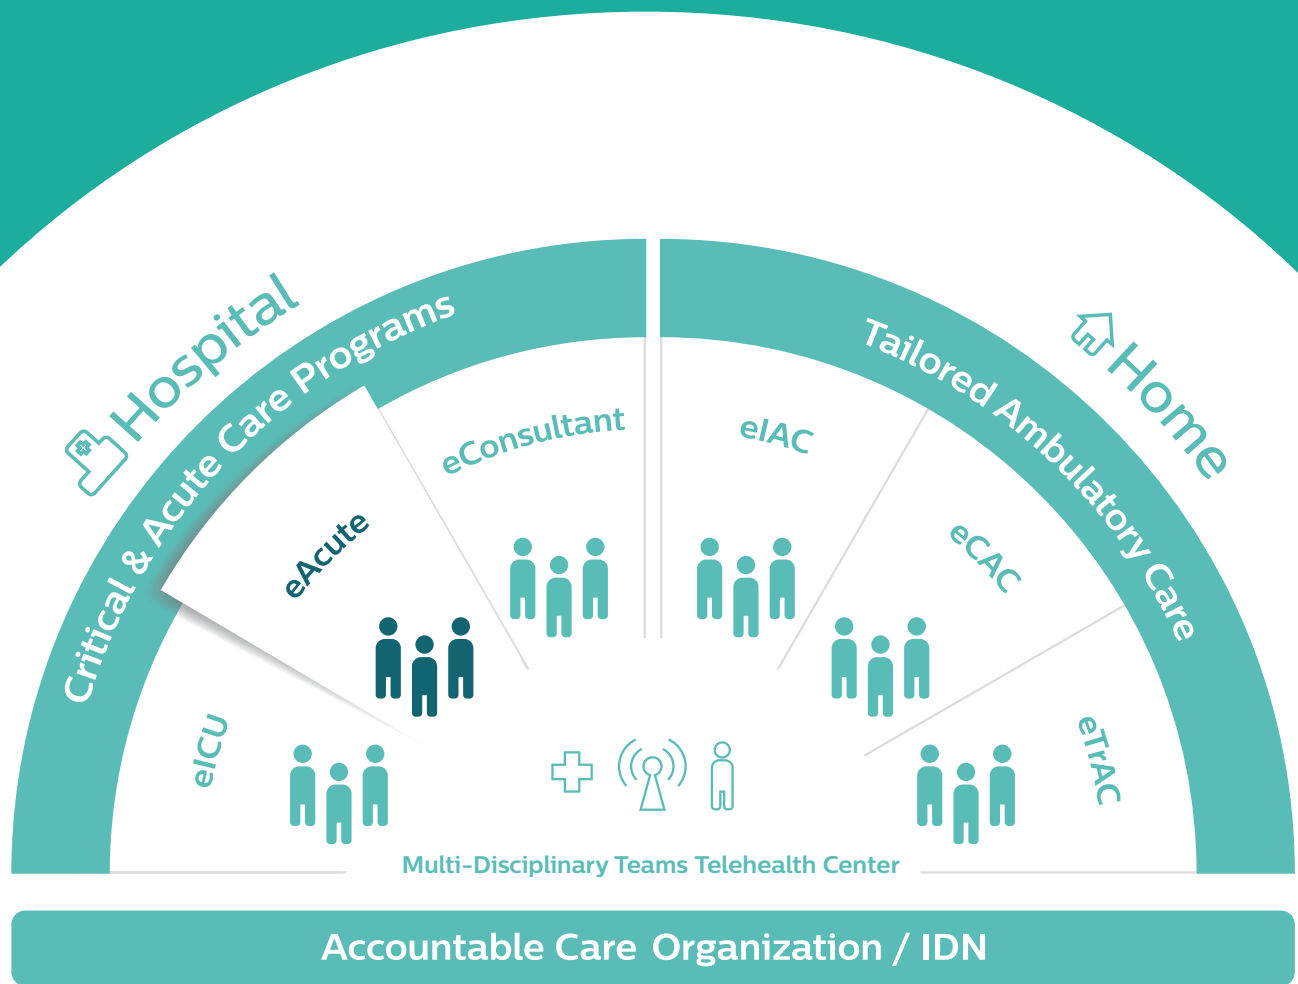 Hospital
Home
Critical & Acute Care Programs
Tailored Ambulatory Care
eICU
eAcute
eConsultant
eIAC
eCAC
eTrAC
Multi-Disciplinary Teams Telehealth Center
Accountable Care Organization / IDN